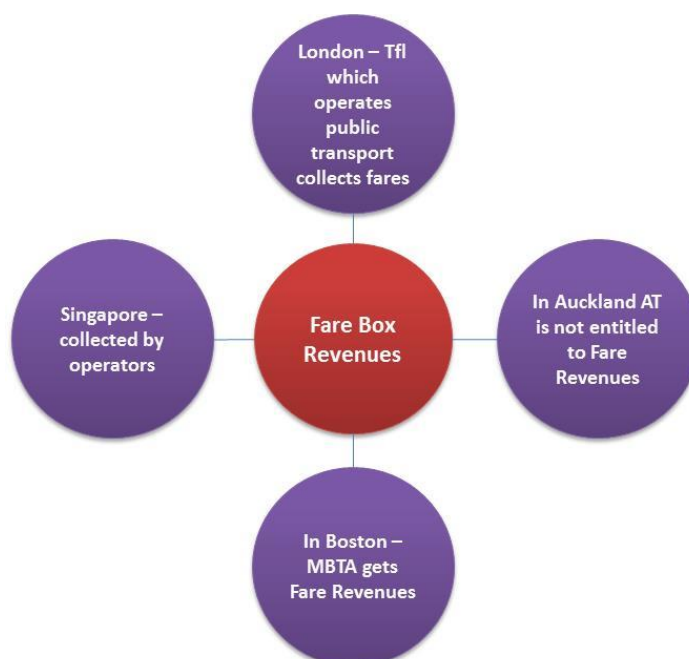 London – Tfl
which
operates
public
transport
collects fares
Singapore –
collected by
operators
Fare Box
Revenues
In Auckland AT
is not entitled
to Fare
Revenues
In Boston –
MBTA gets
Fare Revenues